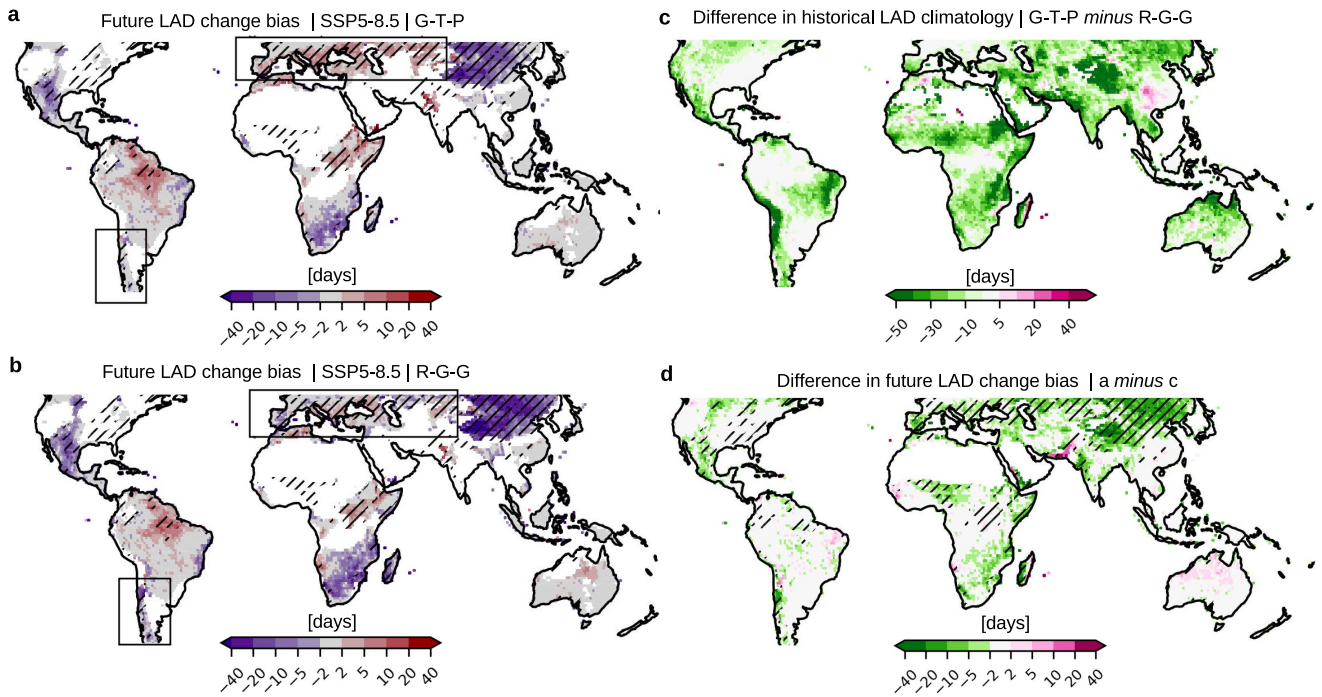 a
Future LAD change bias | SSP5-8.5 | G-T-P
[days]
−40 −20 −10 −5 −2 2 5 10 20 40
c
Difference in historical LAD climatology | G-T-P minus R-G-G
[days]
−50 −30 −10 5 20 40
b
Future LAD change bias | SSP5-8.5 | R-G-G
[days]
−40 −20 −10 −5 −2 2 5 10 20 40
d
Difference in future LAD change bias | a minus c
[days]
−40 −20 −10 −5 −2 2 5 10 20 40